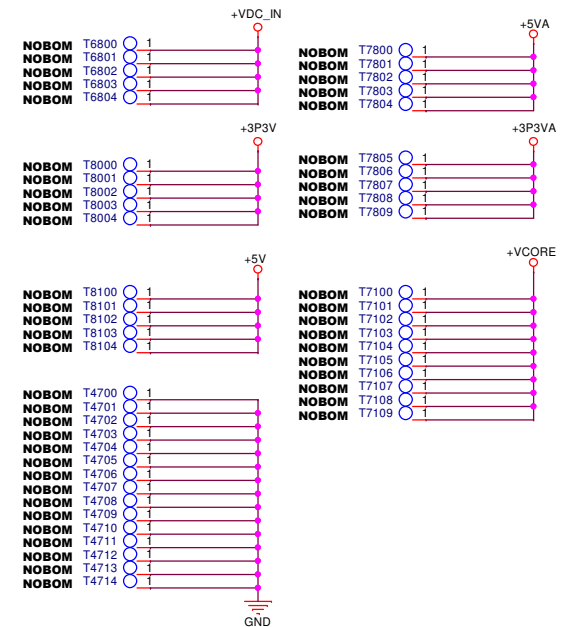 +VDC_IN
NOBOM T6800 1
NOBOM T6801 1
NOBOM T6802 1
NOBOM T6803 1
NOBOM T6804 1
+5VA
NOBOM T7800 1
NOBOM T7801 1
NOBOM T7802 1
NOBOM T7803 1
NOBOM T7804 1
+3P3V
NOBOM T8000 1
NOBOM T8001 1
NOBOM T8002 1
NOBOM T8003 1
NOBOM T8004 1
+3P3VA
NOBOM T7805 1
NOBOM T7806 1
NOBOM T7807 1
NOBOM T7808 1
NOBOM T7809 1
+5V
NOBOM T8100 1
NOBOM T8101 1
NOBOM T8102 1
NOBOM T8103 1
NOBOM T8104 1
+VCORE
NOBOM T7100 1
NOBOM T7101 1
NOBOM T7102 1
NOBOM T7103 1
NOBOM T7104 1
NOBOM T7105 1
NOBOM T7106 1
NOBOM T7107 1
NOBOM T7108 1
NOBOM T7109 1
NOBOM T4700 1
NOBOM T4701 1
NOBOM T4702 1
NOBOM T4703 1
NOBOM T4704 1
NOBOM T4705 1
NOBOM T4706 1
NOBOM T4707 1
NOBOM T4708 1
NOBOM T4709 1
NOBOM T4710 1
NOBOM T4711 1
NOBOM T4712 1
NOBOM T4713 1
NOBOM T4714 1
GND